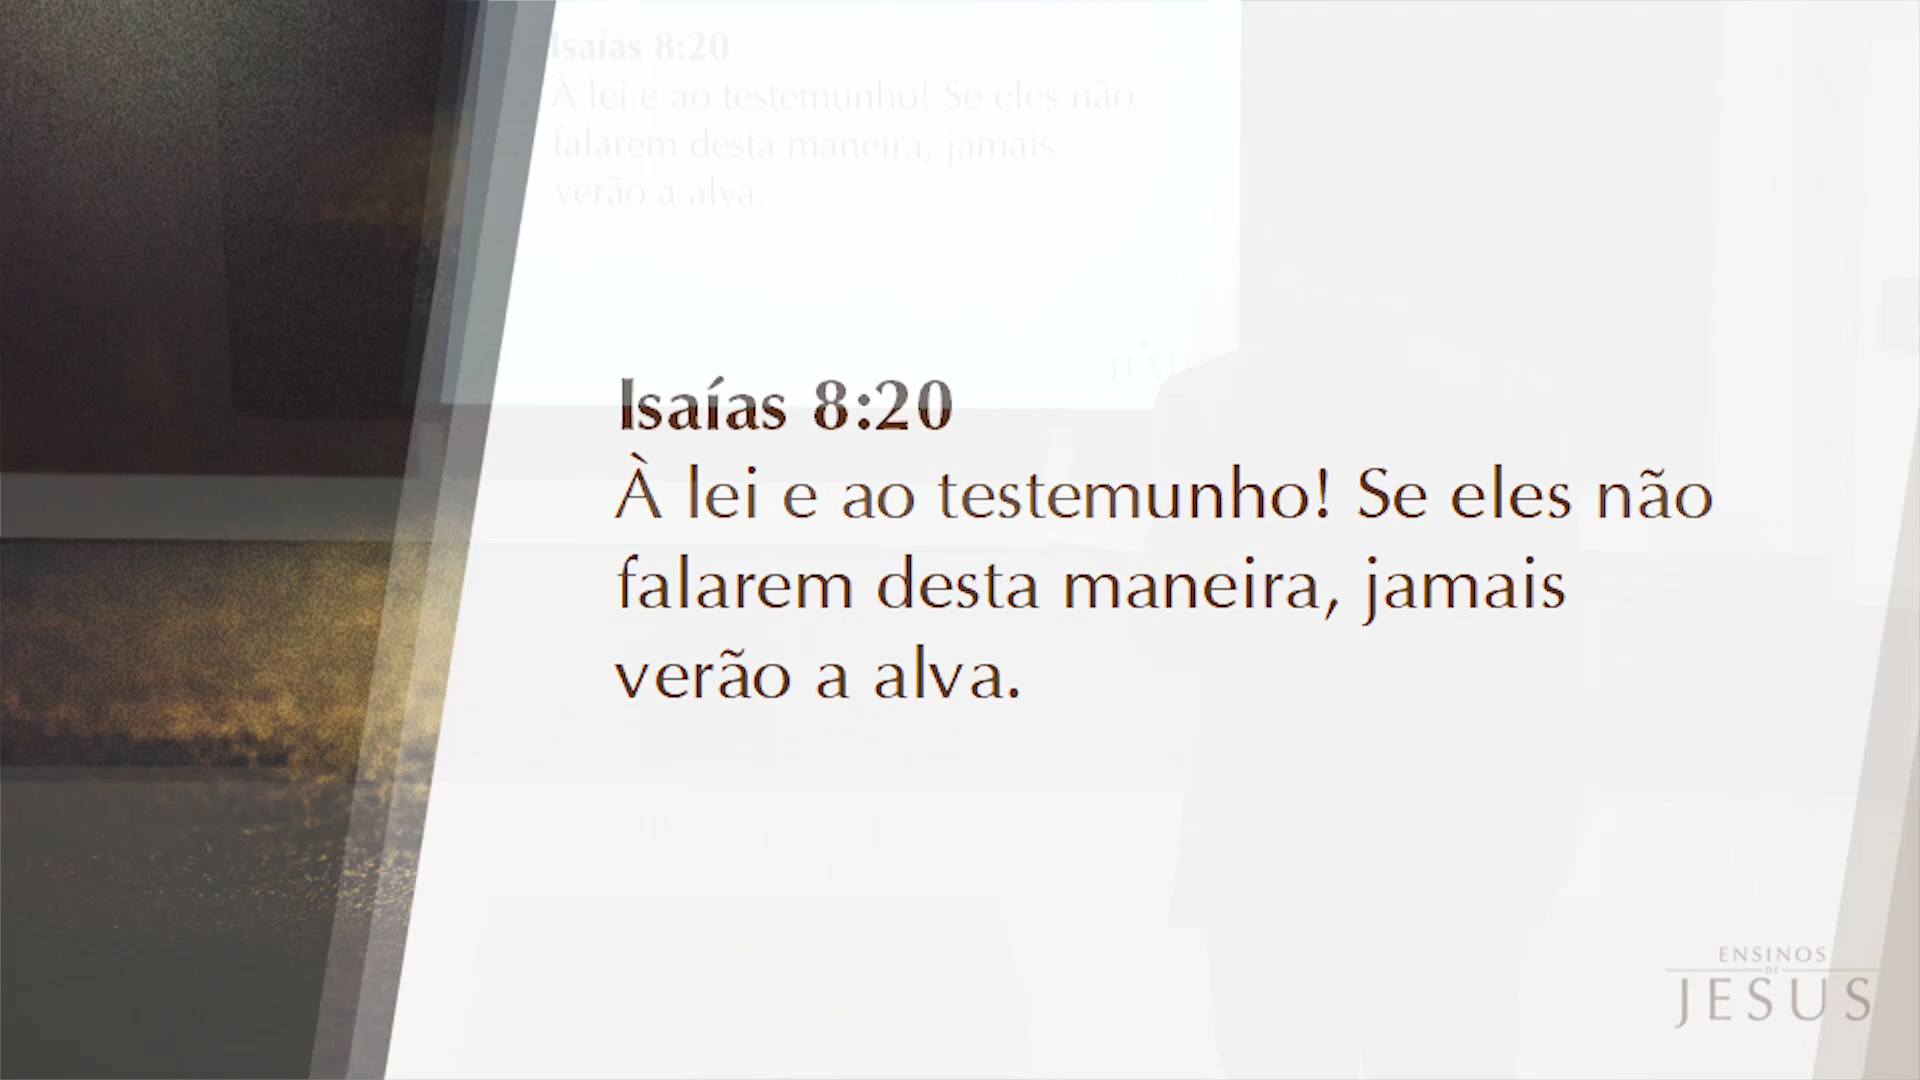 Isaías 8:20
À lei e ao testemunho! Se eles não
falarem desta maneira, jamais
verão a alva.
Isaías 8:20
À lei e ao testemunho! Se eles não
falarem desta maneira, jamais
verão a alva.
ENSINOS
DE
JESUS